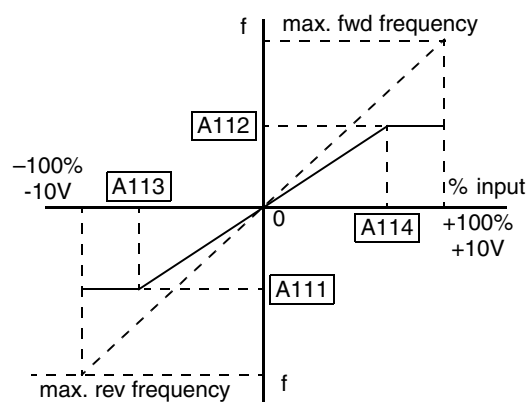 f
max. fwd frequency
A112
−100%
-10V
A113
% input
0
A114
+100%
+10V
A111
max. rev frequency
f